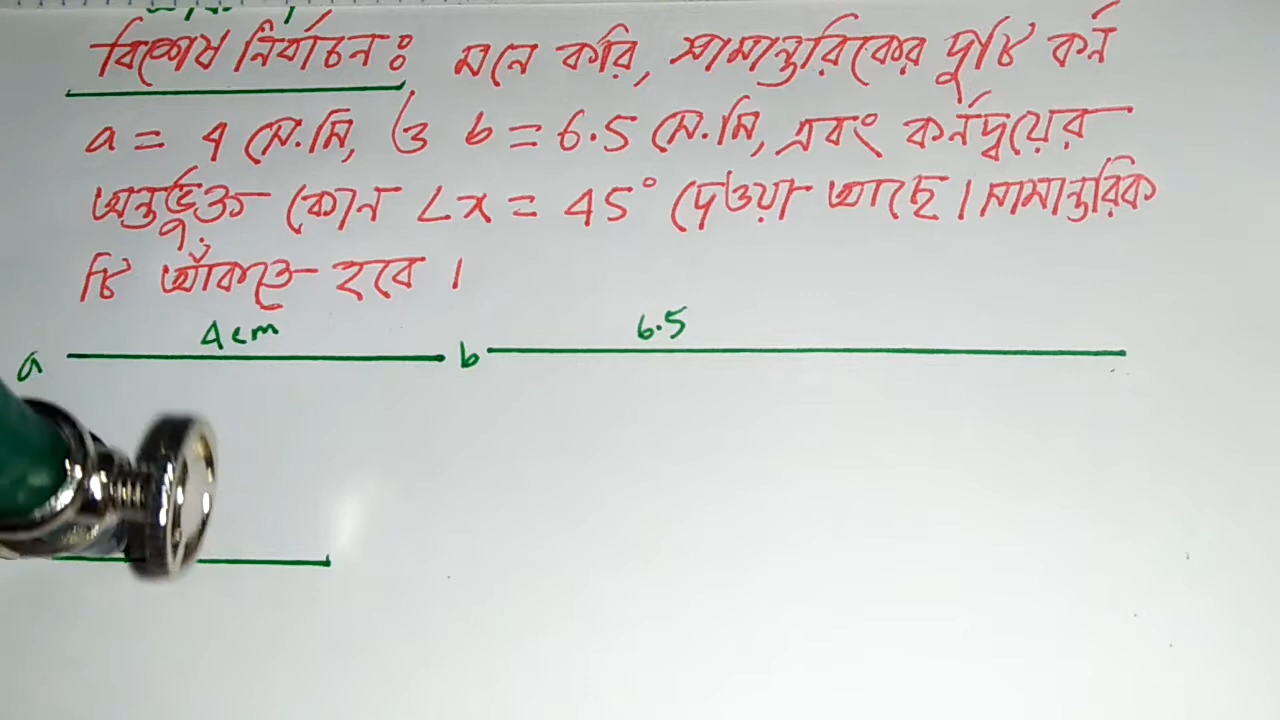 বিশেষ নির্বাচনঃ মনে করি, সামান্তরিকের দুটি কর্ন
a = 4 সে.মি, ও b = 6.5 সে.মি, এবং কর্নদ্বয়ের
অন্তর্ভুক্ত কোন ∠x = 45° দেওয়া আছে। সামান্তরিক
টি আঁকতে হবে।
4cm 6.5
a b